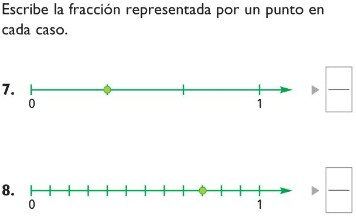 Escribe la fracción representada por un punto en
cada caso.
7.
0 1
8.
0 1